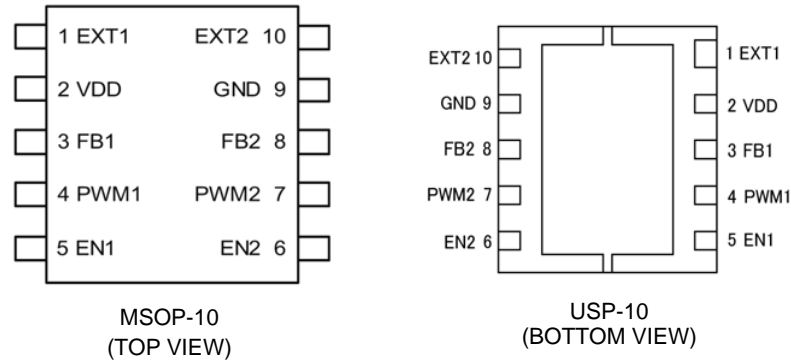 1 EXT1 EXT2 10
2 VDD GND 9
3 FB1 FB2 8
4 PWM1 PWM2 7
5 EN1 EN2 6
MSOP-10
(TOP VIEW)
EXT2 10 1 EXT1
GND 9 2 VDD
FB2 8 3 FB1
PWM2 7 4 PWM1
EN2 6 5 EN1
USP-10
(BOTTOM VIEW)